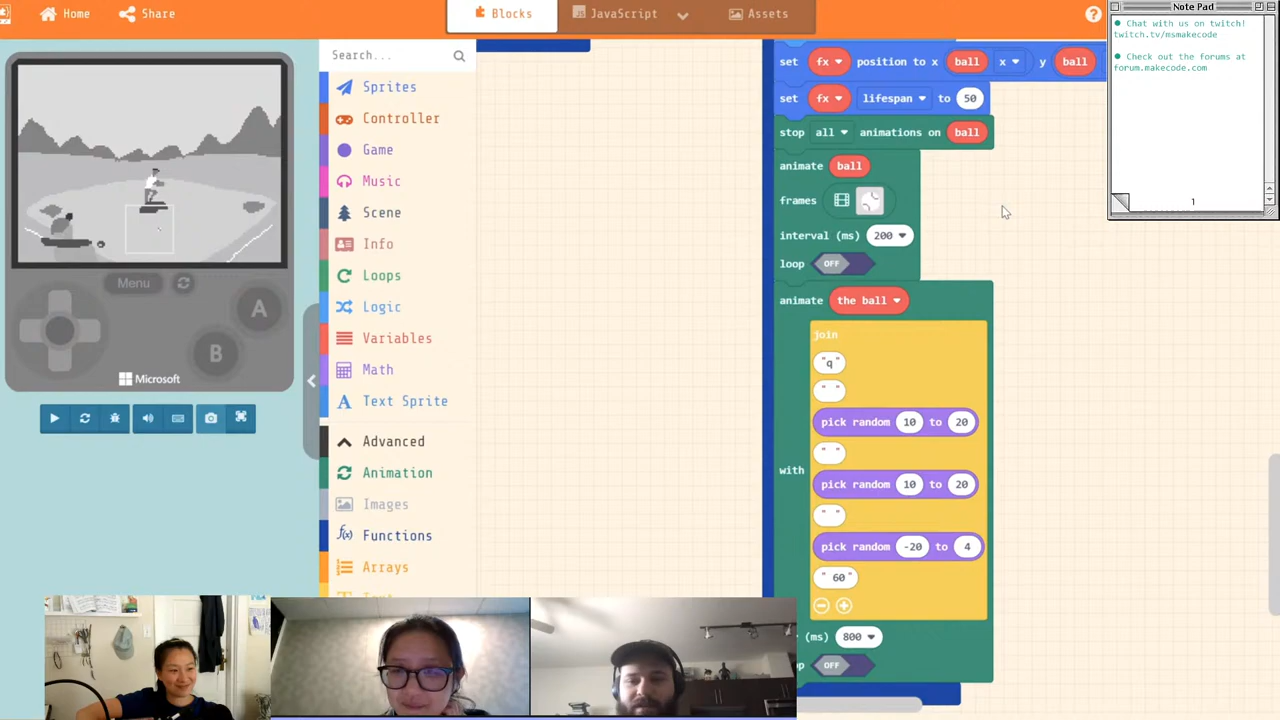 Home
Share
Blocks
JavaScript
Assets
?
Note Pad
● Chat with us on twitch!
twitch.tv/msmakecode
● Check out the forums at
forum.makecode.com
1
Menu
A
B
Microsoft
Search...
Sprites
Controller
Game
Music
Scene
Info
Loops
Logic
Variables
Math
A Text Sprite
Advanced
Animation
Images
f(x) Functions
Arrays
set fx position to x ball x y ball
set fx lifespan to 50
stop all animations on ball
animate ball
frames
interval (ms) 200
loop OFF
animate the ball
join
"q"
" "
pick random 10 to 20
" "
with
pick random 10 to 20
" "
pick random -20 to 4
" 60"
(ms) 800
p OFF